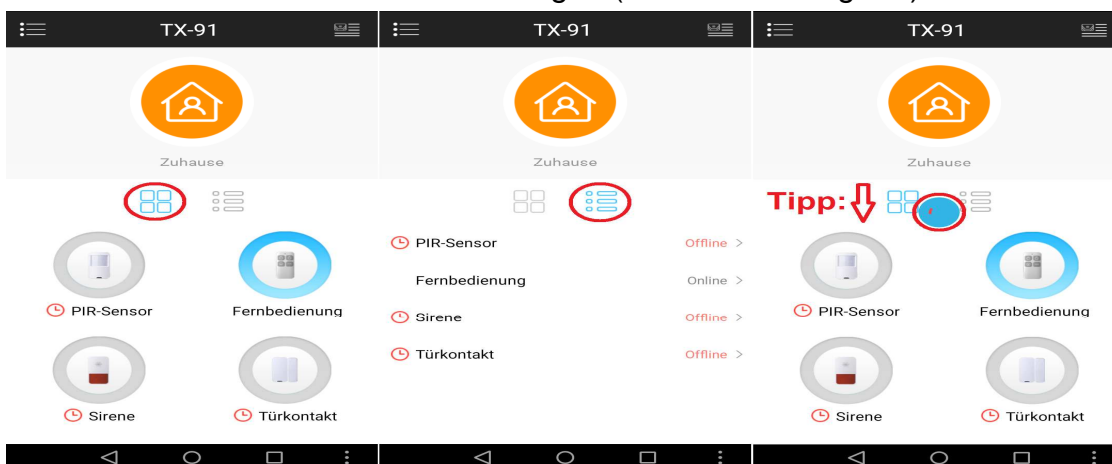 TX-91
Zuhause
PIR-Sensor
Fernbedienung
Sirene
Türkontakt
TX-91
Zuhause
PIR-Sensor Offline >
Fernbedienung Online >
Sirene Offline >
Türkontakt Offline >
TX-91
Zuhause
Tipp:
PIR-Sensor
Fernbedienung
Sirene
Türkontakt